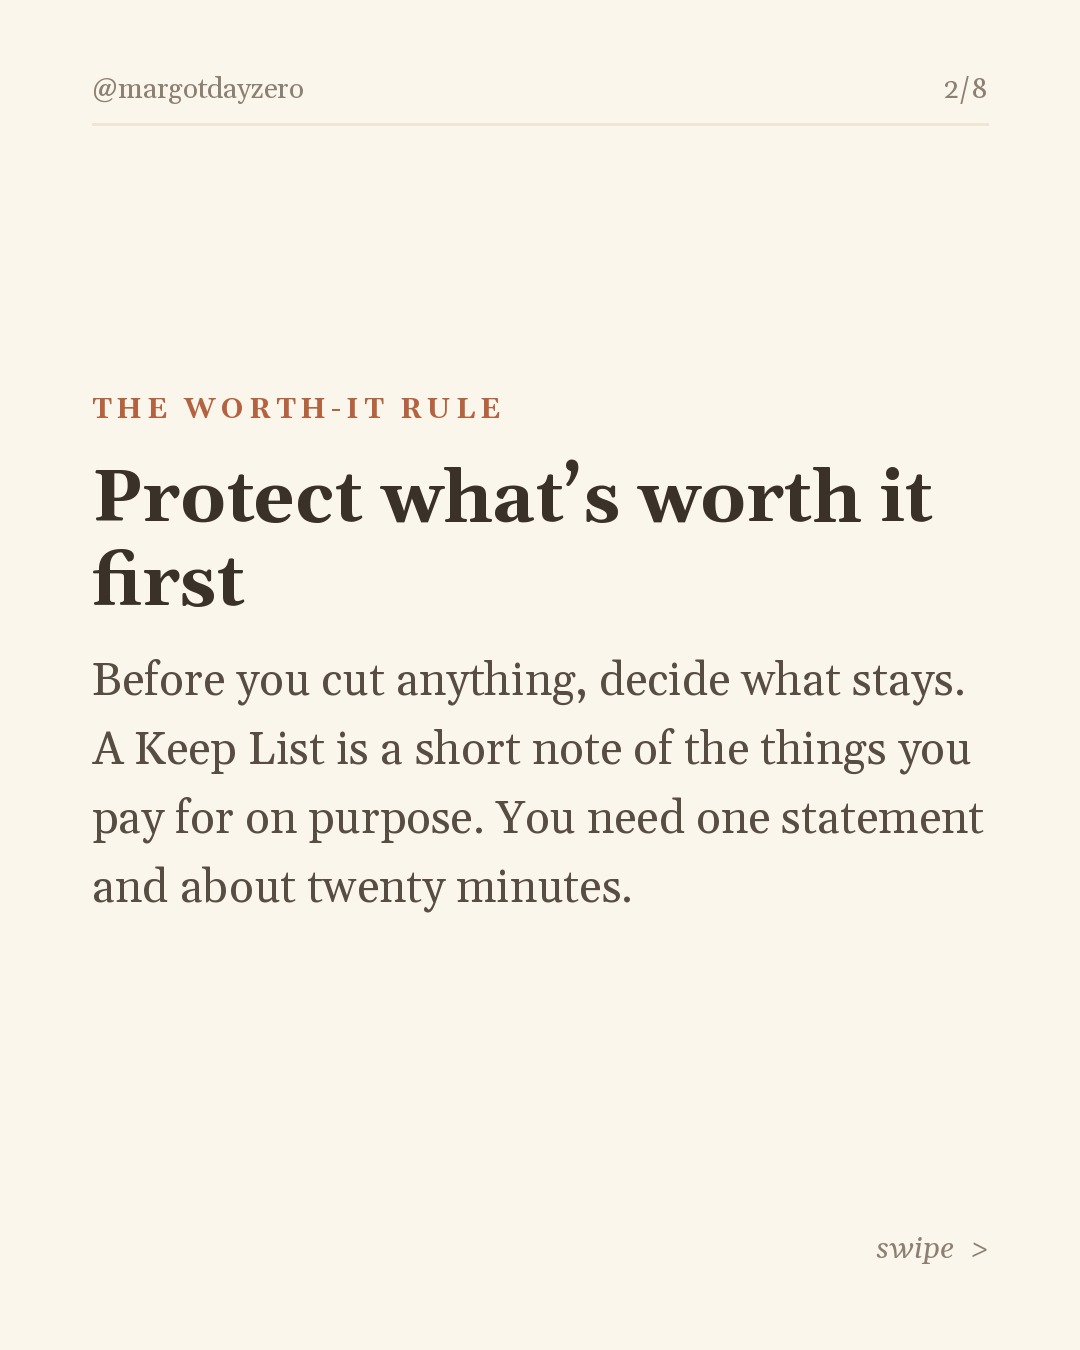 @margotdayzero
2/8
THE WORTH-IT RULE
Protect what’s worth it
first
Before you cut anything, decide what stays.
A Keep List is a short note of the things you
pay for on purpose. You need one statement
and about twenty minutes.
swipe >